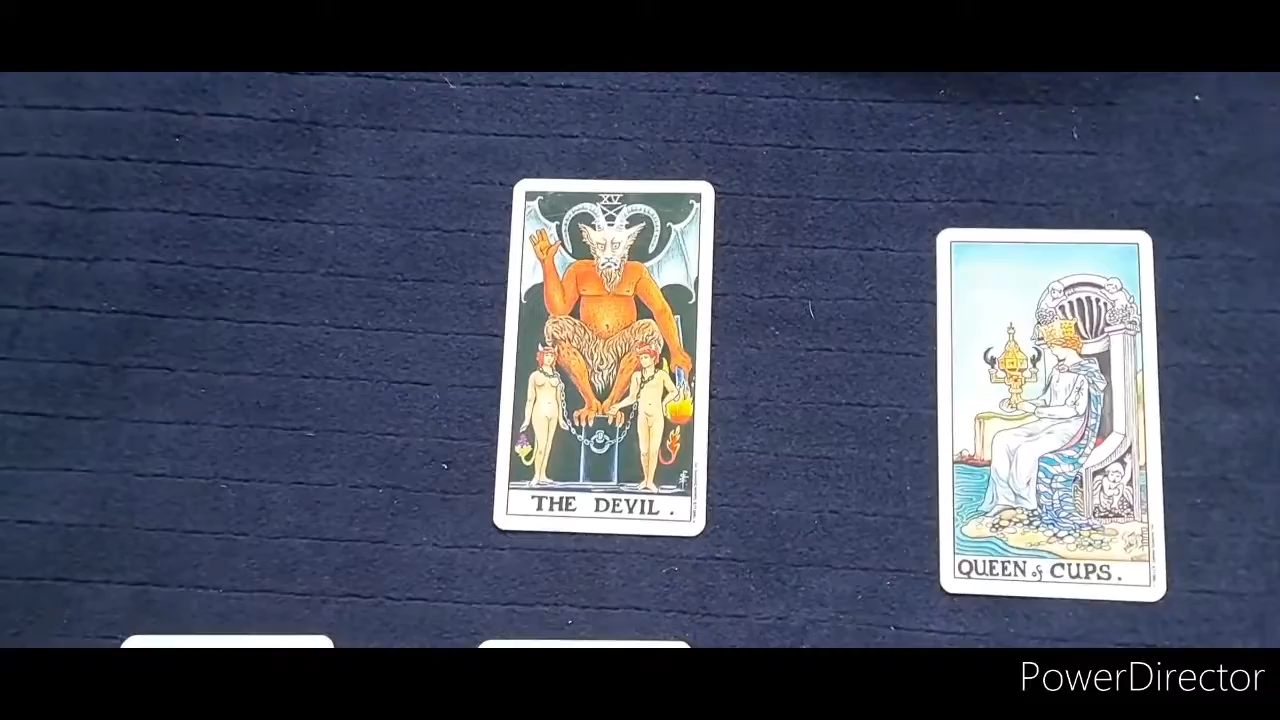 XV
THE DEVIL.
QUEEN of CUPS.
PowerDirector